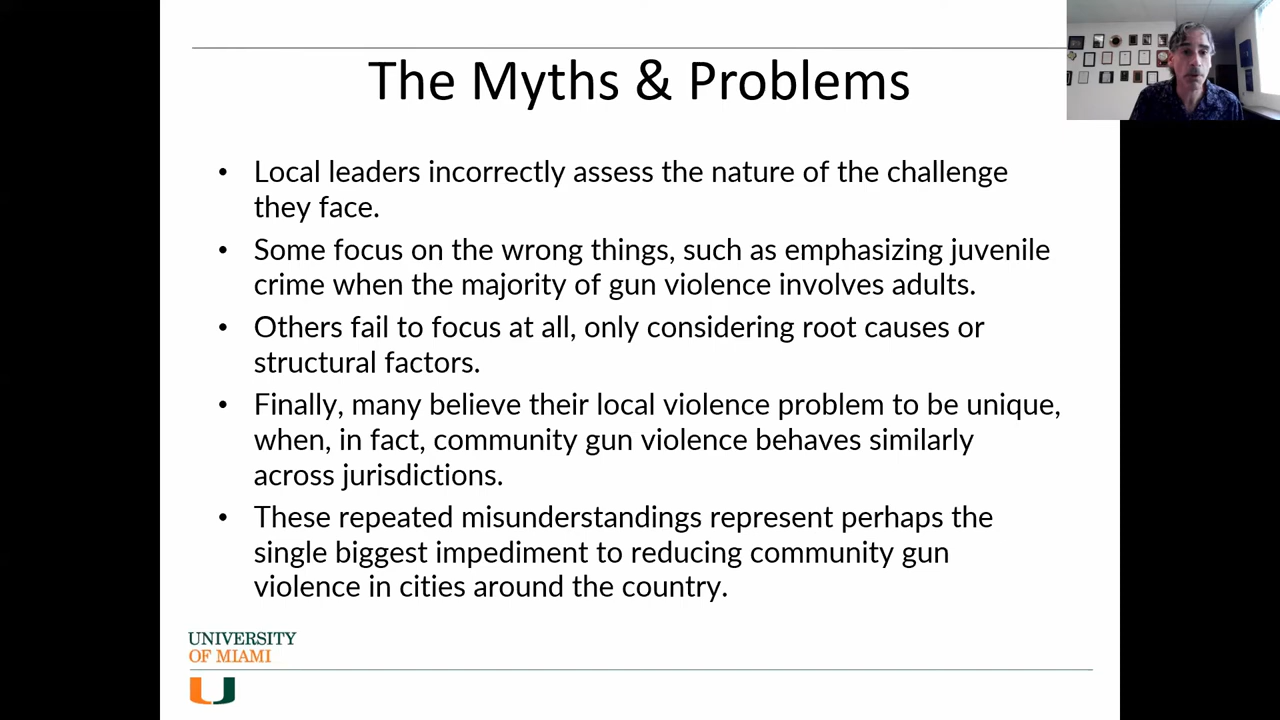 The Myths & Problems
• Local leaders incorrectly assess the nature of the challenge
they face.
• Some focus on the wrong things, such as emphasizing juvenile
crime when the majority of gun violence involves adults.
• Others fail to focus at all, only considering root causes or
structural factors.
• Finally, many believe their local violence problem to be unique,
when, in fact, community gun violence behaves similarly
across jurisdictions.
• These repeated misunderstandings represent perhaps the
single biggest impediment to reducing community gun
violence in cities around the country.
UNIVERSITY
OF MIAMI
U